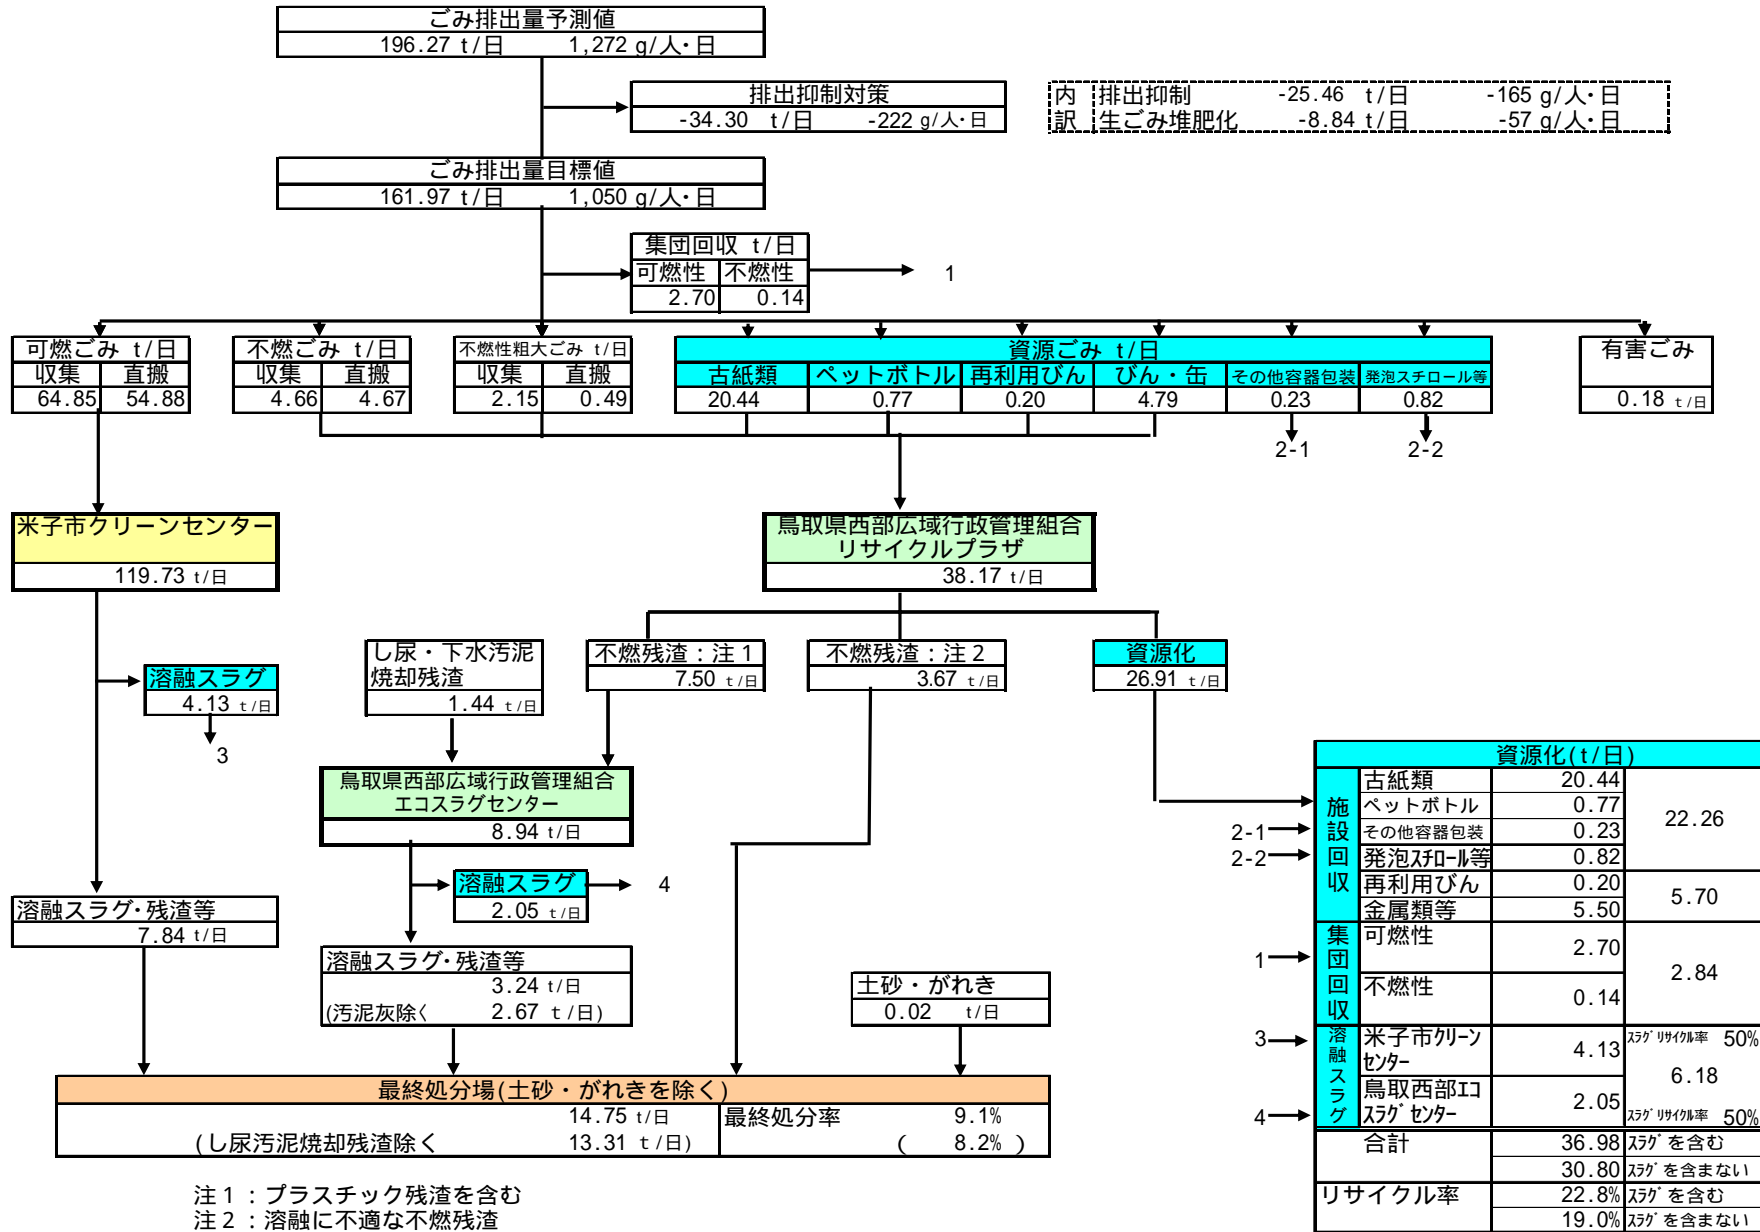 ごみ排出量予測値
196.27 t/日 1,272 g/人・日
排出抑制対策
-34.30 t/日 -222 g/人・日
内訳
排出抑制 -25.46 t/日 -165 g/人・日
生ごみ堆肥化 -8.84 t/日 -57 g/人・日
ごみ排出量目標値
161.97 t/日 1,050 g/人・日
集団回収 t/日
可燃性 不燃性
2.70 0.14
1
可燃ごみ t/日
収集 直搬
64.85 54.88
不燃ごみ t/日
収集 直搬
4.66 4.67
不燃性粗大ごみ t/日
収集 直搬
2.15 0.49
資源ごみ t/日
古紙類 ペットボトル 再利用びん びん・缶 その他容器包装 発泡スチロール等
20.44 0.77 0.20 4.79 0.23 0.82
2-1 2-2
有害ごみ
0.18 t/日
米子市クリーンセンター
119.73 t/日
鳥取県西部広域行政管理組合
リサイクルプラザ
38.17 t/日
溶融スラグ
4.13 t/日
3
し尿・下水汚泥
焼却残渣
1.44 t/日
不燃残渣：注１
7.50 t/日
不燃残渣：注２
3.67 t/日
資源化
26.91 t/日
鳥取県西部広域行政管理組合
エコスラグセンター
8.94 t/日
溶融スラグ
2.05 t/日
4
溶融スラグ・残渣等
7.84 t/日
溶融スラグ・残渣等
3.24 t/日
(汚泥灰除く 2.67 t/日)
土砂・がれき
0.02 t/日
最終処分場(土砂・がれきを除く)
14.75 t/日 最終処分率 9.1%
(し尿汚泥焼却残渣除く 13.31 t/日) ( 8.2% )
注１：プラスチック残渣を含む
注２：溶融に不適な不燃残渣
資源化(t/日)
施設回収
古紙類 20.44
ペットボトル 0.77
2-1 その他容器包装 0.23
2-2 発泡ｽﾁﾛｰﾙ等 0.82
22.26
再利用びん 0.20
金属類等 5.50
5.70
1 集団回収
可燃性 2.70
不燃性 0.14
2.84
溶融スラグ
3 米子市ｸﾘｰﾝｾﾝﾀｰ 4.13 ｽﾗｸﾞﾘｻｲｸﾙ率 50%
6.18
4 鳥取西部ｴｺｽﾗｸﾞｾﾝﾀｰ 2.05 ｽﾗｸﾞﾘｻｲｸﾙ率 50%
合計 36.98 ｽﾗｸﾞを含む
30.80 ｽﾗｸﾞを含まない
リサイクル率 22.8% ｽﾗｸﾞを含む
19.0% ｽﾗｸﾞを含まない